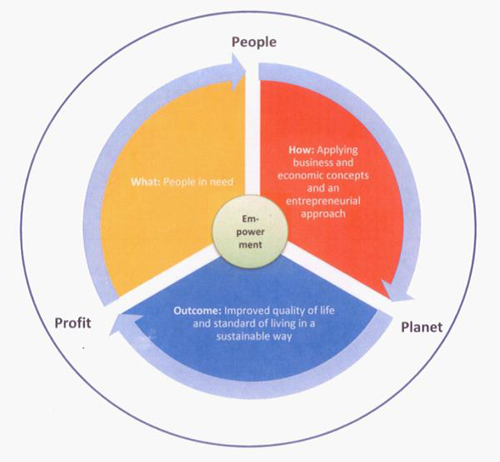 People
How: Applying
business and
economic concepts
and an
entrepreneurial
approach
What: People in need
Em-
power
ment
Outcome: Improved quality of life
and standard of living in a
sustainable way
Profit
Planet